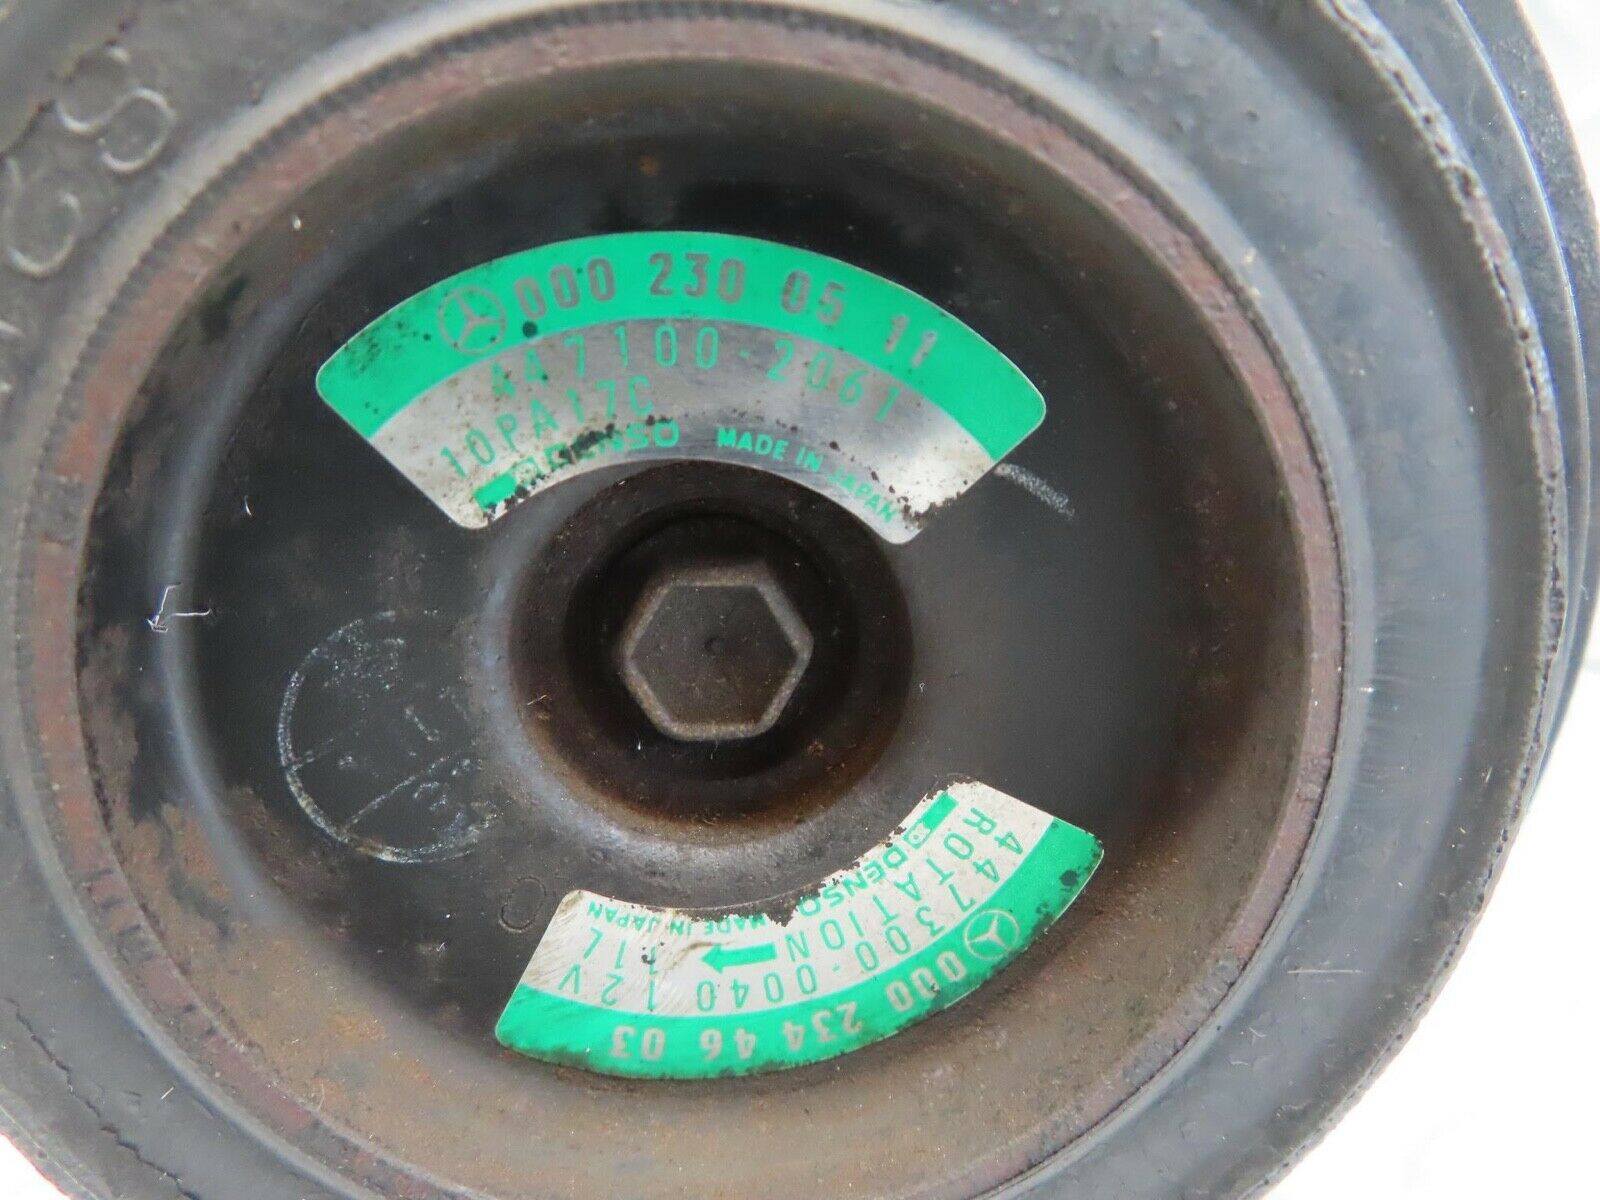 000 230 05 11
447100-2061
10PA17C
DENSO MADE IN JAPAN
000 234 46 03
447300-0040 12V
ROTATION 11L
DENSO MADE IN JAPAN